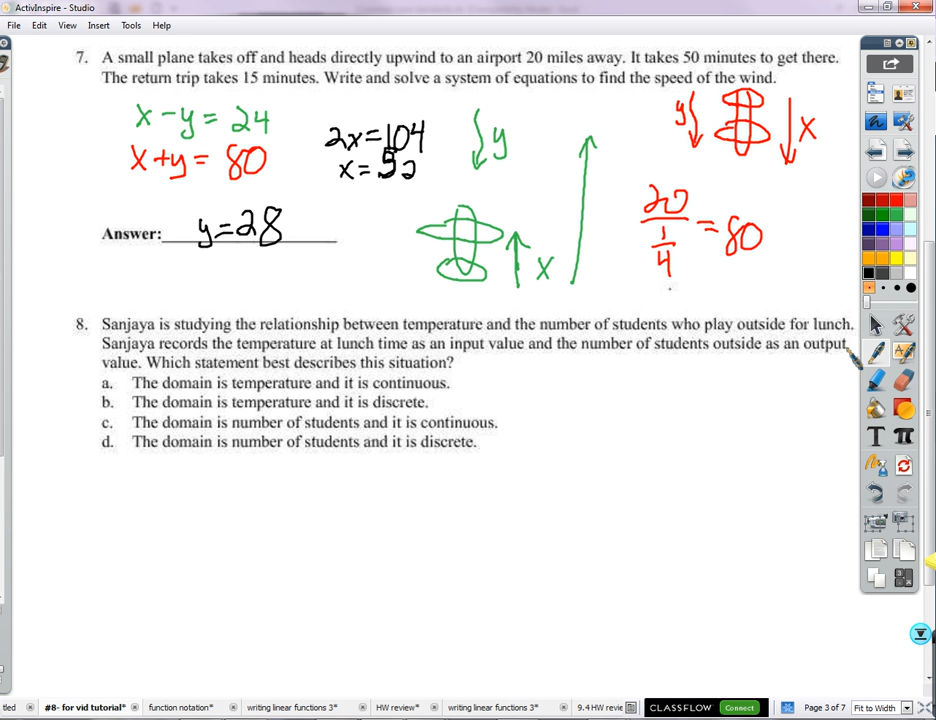 ActivInspire - Studio
File Edit View Insert Tools Help
7. A small plane takes off and heads directly upwind to an airport 20 miles away. It takes 50 minutes to get there.
The return trip takes 15 minutes. Write and solve a system of equations to find the speed of the wind.
x - y = 24
x + y = 80
2x = 104
x = 52
y
x
y
x
20
1
4
= 80
Answer: y = 28
8. Sanjaya is studying the relationship between temperature and the number of students who play outside for lunch.
Sanjaya records the temperature at lunch time as an input value and the number of students outside as an output
value. Which statement best describes this situation?
a. The domain is temperature and it is continuous.
b. The domain is temperature and it is discrete.
c. The domain is number of students and it is continuous.
d. The domain is number of students and it is discrete.
tled #8- for vid tutorial* function notation* writing linear functions 3* HW review* writing linear functions 3* 9.4 HW revie CLASSFLOW Connect Page 3 of 7 Fit to Width